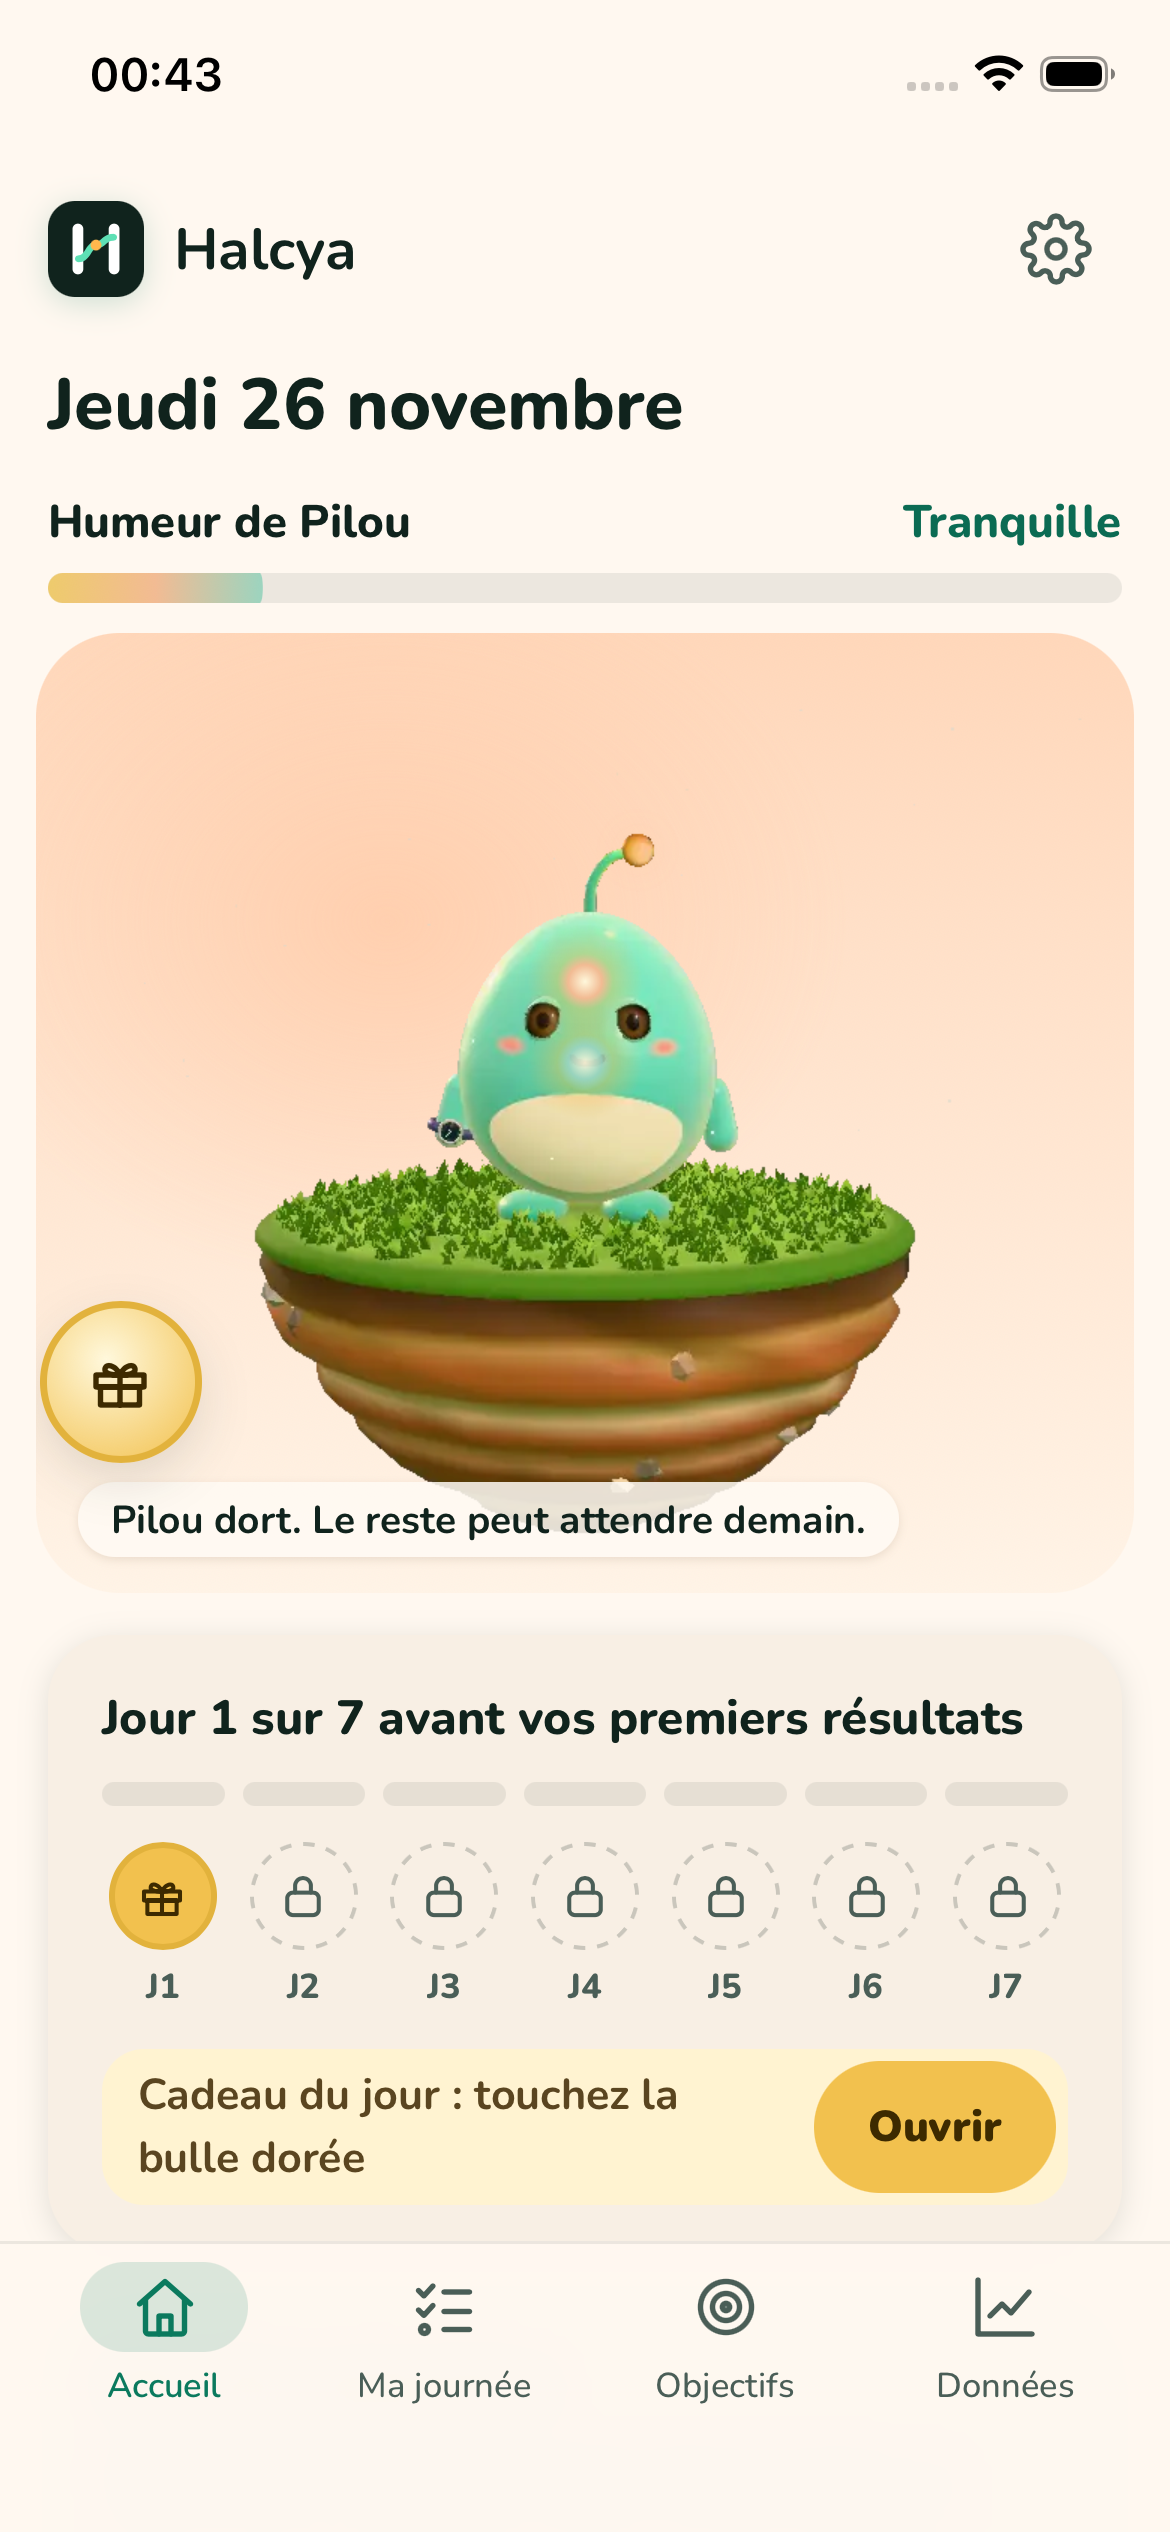 00:43
Halcya
Jeudi 26 novembre
Humeur de Pilou
Tranquille
Pilou dort. Le reste peut attendre demain.
Jour 1 sur 7 avant vos premiers résultats
J1
J2
J3
J4
J5
J6
J7
Cadeau du jour : touchez la
bulle dorée
Ouvrir
Accueil
Ma journée
Objectifs
Données